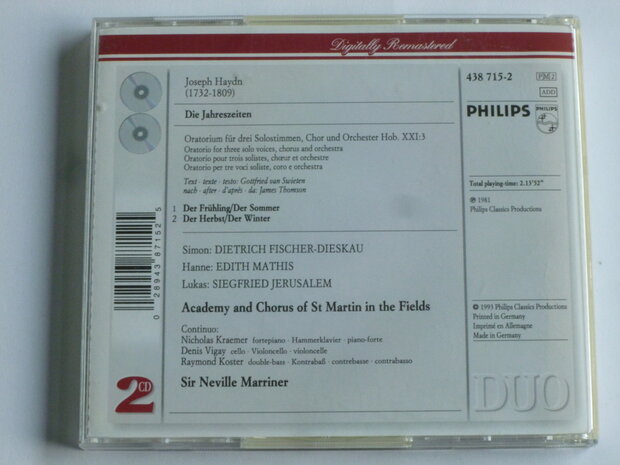 Digitally Remastered
Joseph Haydn
(1732-1809)
Die Jahreszeiten
Oratorium für drei Solostimmen, Chor und Orchester Hob. XXI:3
Oratorio for three solo voices, chorus and orchestra
Oratorio pour trois solistes, chœur et orchestre
Oratorio per tre voci soliste, coro e orchestra
Text · texte · testo: Gottfried van Swieten
nach · after · d'après · da: James Thomson
1 Der Frühling/Der Sommer
2 Der Herbst/Der Winter
Simon: DIETRICH FISCHER-DIESKAU
Hanne: EDITH MATHIS
Lukas: SIEGFRIED JERUSALEM
Academy and Chorus of St Martin in the Fields
Continuo:
Nicholas Kraemer fortepiano · Hammerklavier · piano-forte
Denis Vigay cello · Violoncello · violoncelle
Raymond Koster double-bass · Kontrabaß · contrebasse · contrabasso
Sir Neville Marriner
2 CD
0 28943 87152 5
438 715-2
PM 2
ADD
PHILIPS
PHILIPS
Total playing-time: 2.13'52"
℗ 1981
Philips Classics Productions
© 1993 Philips Classics Productions
Printed in Germany
Imprimé en Allemagne
Made in Germany
DUO